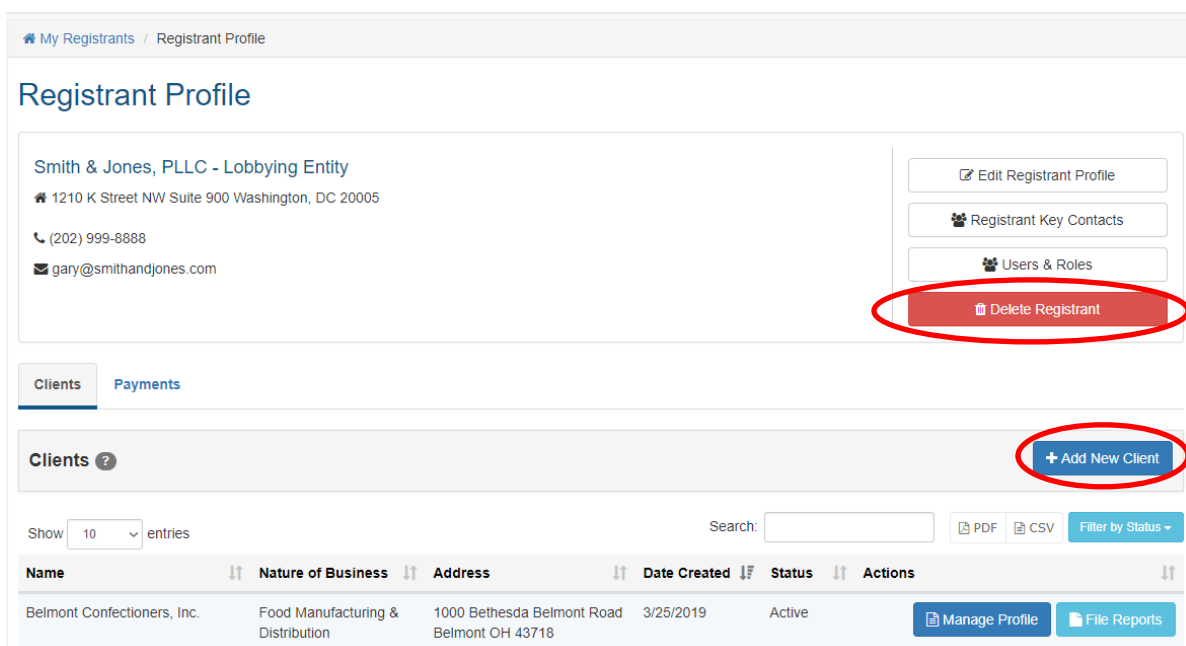 My Registrants / Registrant Profile
Registrant Profile
Smith & Jones, PLLC - Lobbying Entity
1210 K Street NW Suite 900 Washington, DC 20005
(202) 999-8888
gary@smithandjones.com
Edit Registrant Profile
Registrant Key Contacts
Users & Roles
Delete Registrant
Clients Payments
Clients ?
+ Add New Client
Show 10 entries Search: PDF CSV Filter by Status
Name Nature of Business Address Date Created Status Actions
Belmont Confectioners, Inc. Food Manufacturing & 1000 Bethesda Belmont Road 3/25/2019 Active Manage Profile File Reports
Distribution Belmont OH 43718